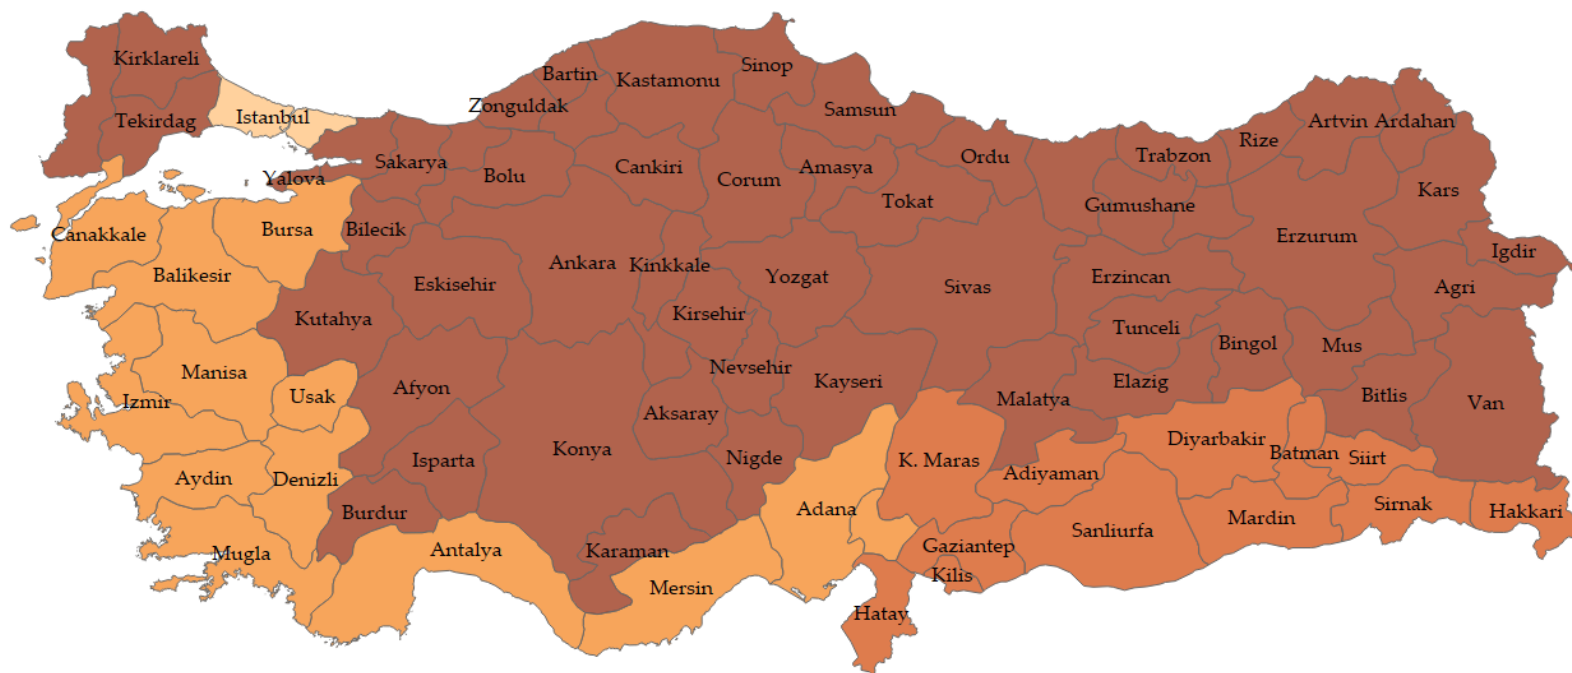 Kirklareli
Tekirdag
Istanbul
Bartin
Kastamonu
Sinop
Zonguldak
Samsun
Artvin
Ardahan
Rize
Trabzon
Ordu
Sakarya
Yalova
Bolu
Cankiri
Corum
Amasya
Tokat
Gumushane
Kars
Canakkale
Bursa
Bilecik
Erzurum
Igdir
Balikesir
Eskisehir
Ankara
Kinkkale
Yozgat
Sivas
Erzincan
Agri
Kutahya
Kirsehir
Tunceli
Bingol
Mus
Manisa
Usak
Afyon
Nevsehir
Kayseri
Elazig
Malatya
Bitlis
Van
Izmir
Aksaray
Konya
Nigde
K. Maras
Adiyaman
Diyarbakir
Batman
Siirt
Isparta
Aydin
Denizli
Burdur
Adana
Sanliurfa
Mardin
Sirnak
Hakkari
Mugla
Antalya
Karaman
Mersin
Gaziantep
Kilis
Hatay